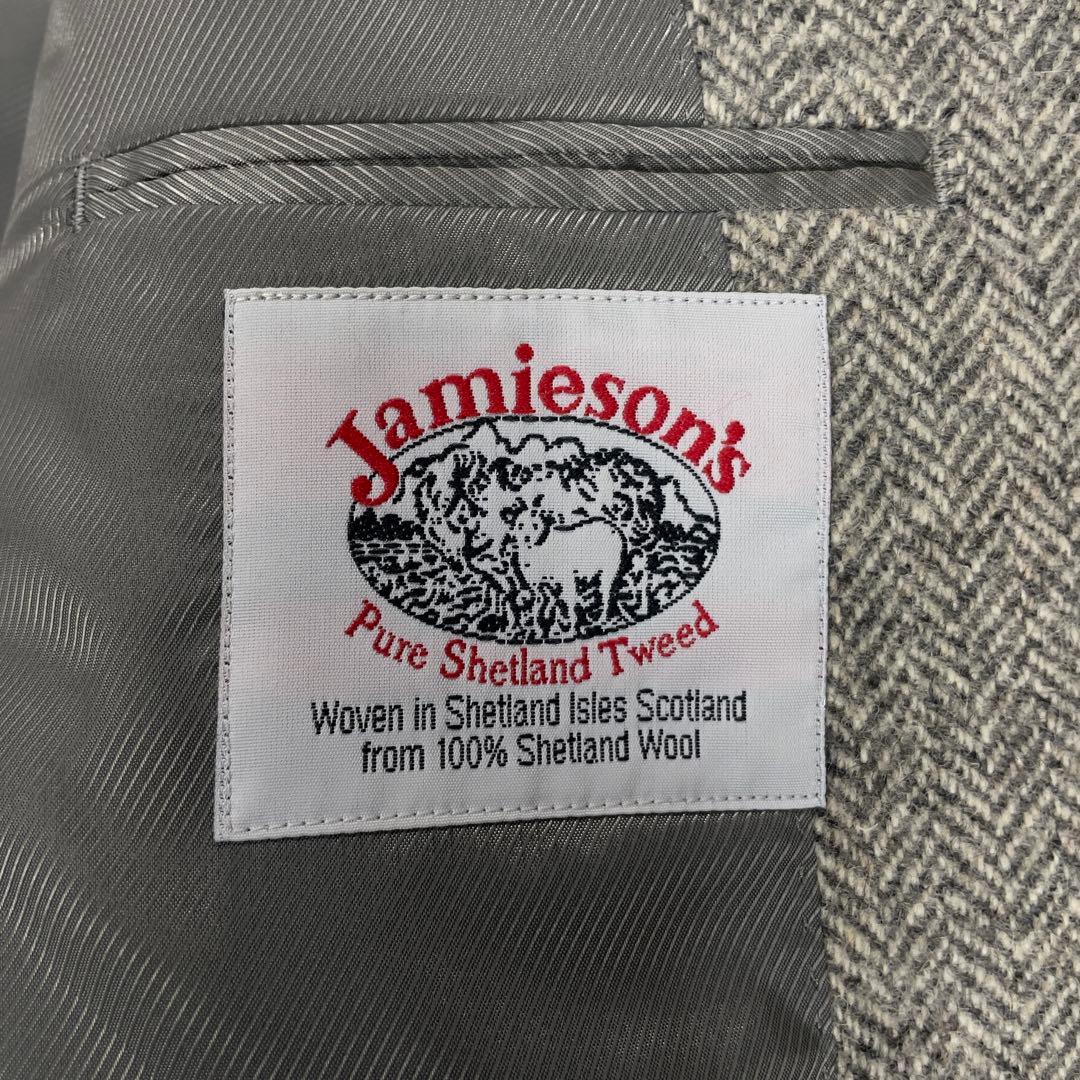 Jamieson's
Pure Shetland Tweed
Woven in Shetland Isles Scotland
from 100% Shetland Wool